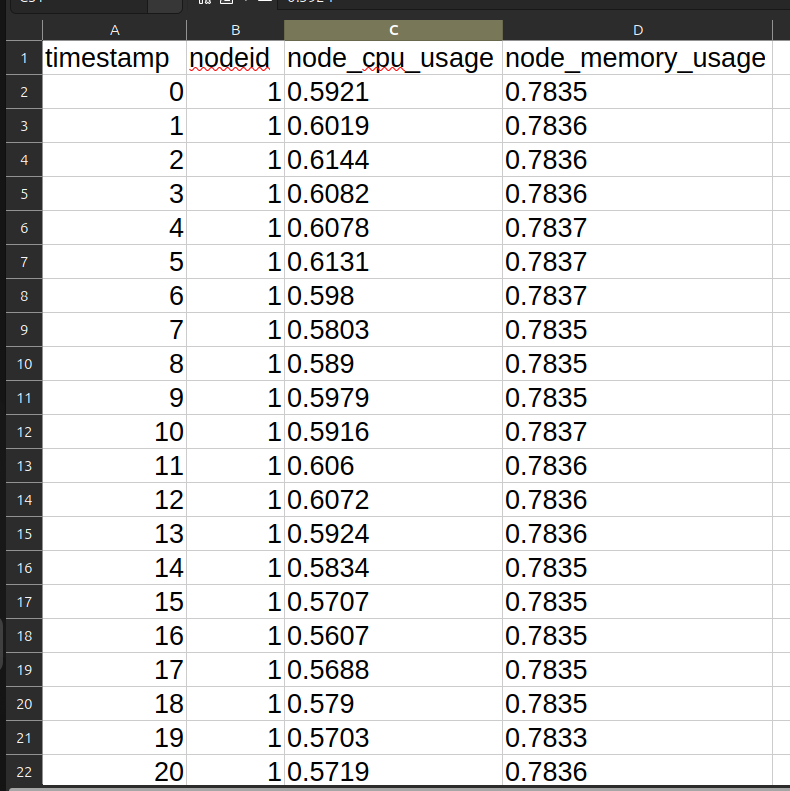 A B C D
1 timestamp nodeid node_cpu_usage node_memory_usage
2 0 1 0.5921 0.7835
3 1 1 0.6019 0.7836
4 2 1 0.6144 0.7836
5 3 1 0.6082 0.7836
6 4 1 0.6078 0.7837
7 5 1 0.6131 0.7837
8 6 1 0.598 0.7837
9 7 1 0.5803 0.7835
10 8 1 0.589 0.7835
11 9 1 0.5979 0.7835
12 10 1 0.5916 0.7837
13 11 1 0.606 0.7836
14 12 1 0.6072 0.7836
15 13 1 0.5924 0.7836
16 14 1 0.5834 0.7835
17 15 1 0.5707 0.7835
18 16 1 0.5607 0.7835
19 17 1 0.5688 0.7835
20 18 1 0.579 0.7835
21 19 1 0.5703 0.7833
22 20 1 0.5719 0.7836